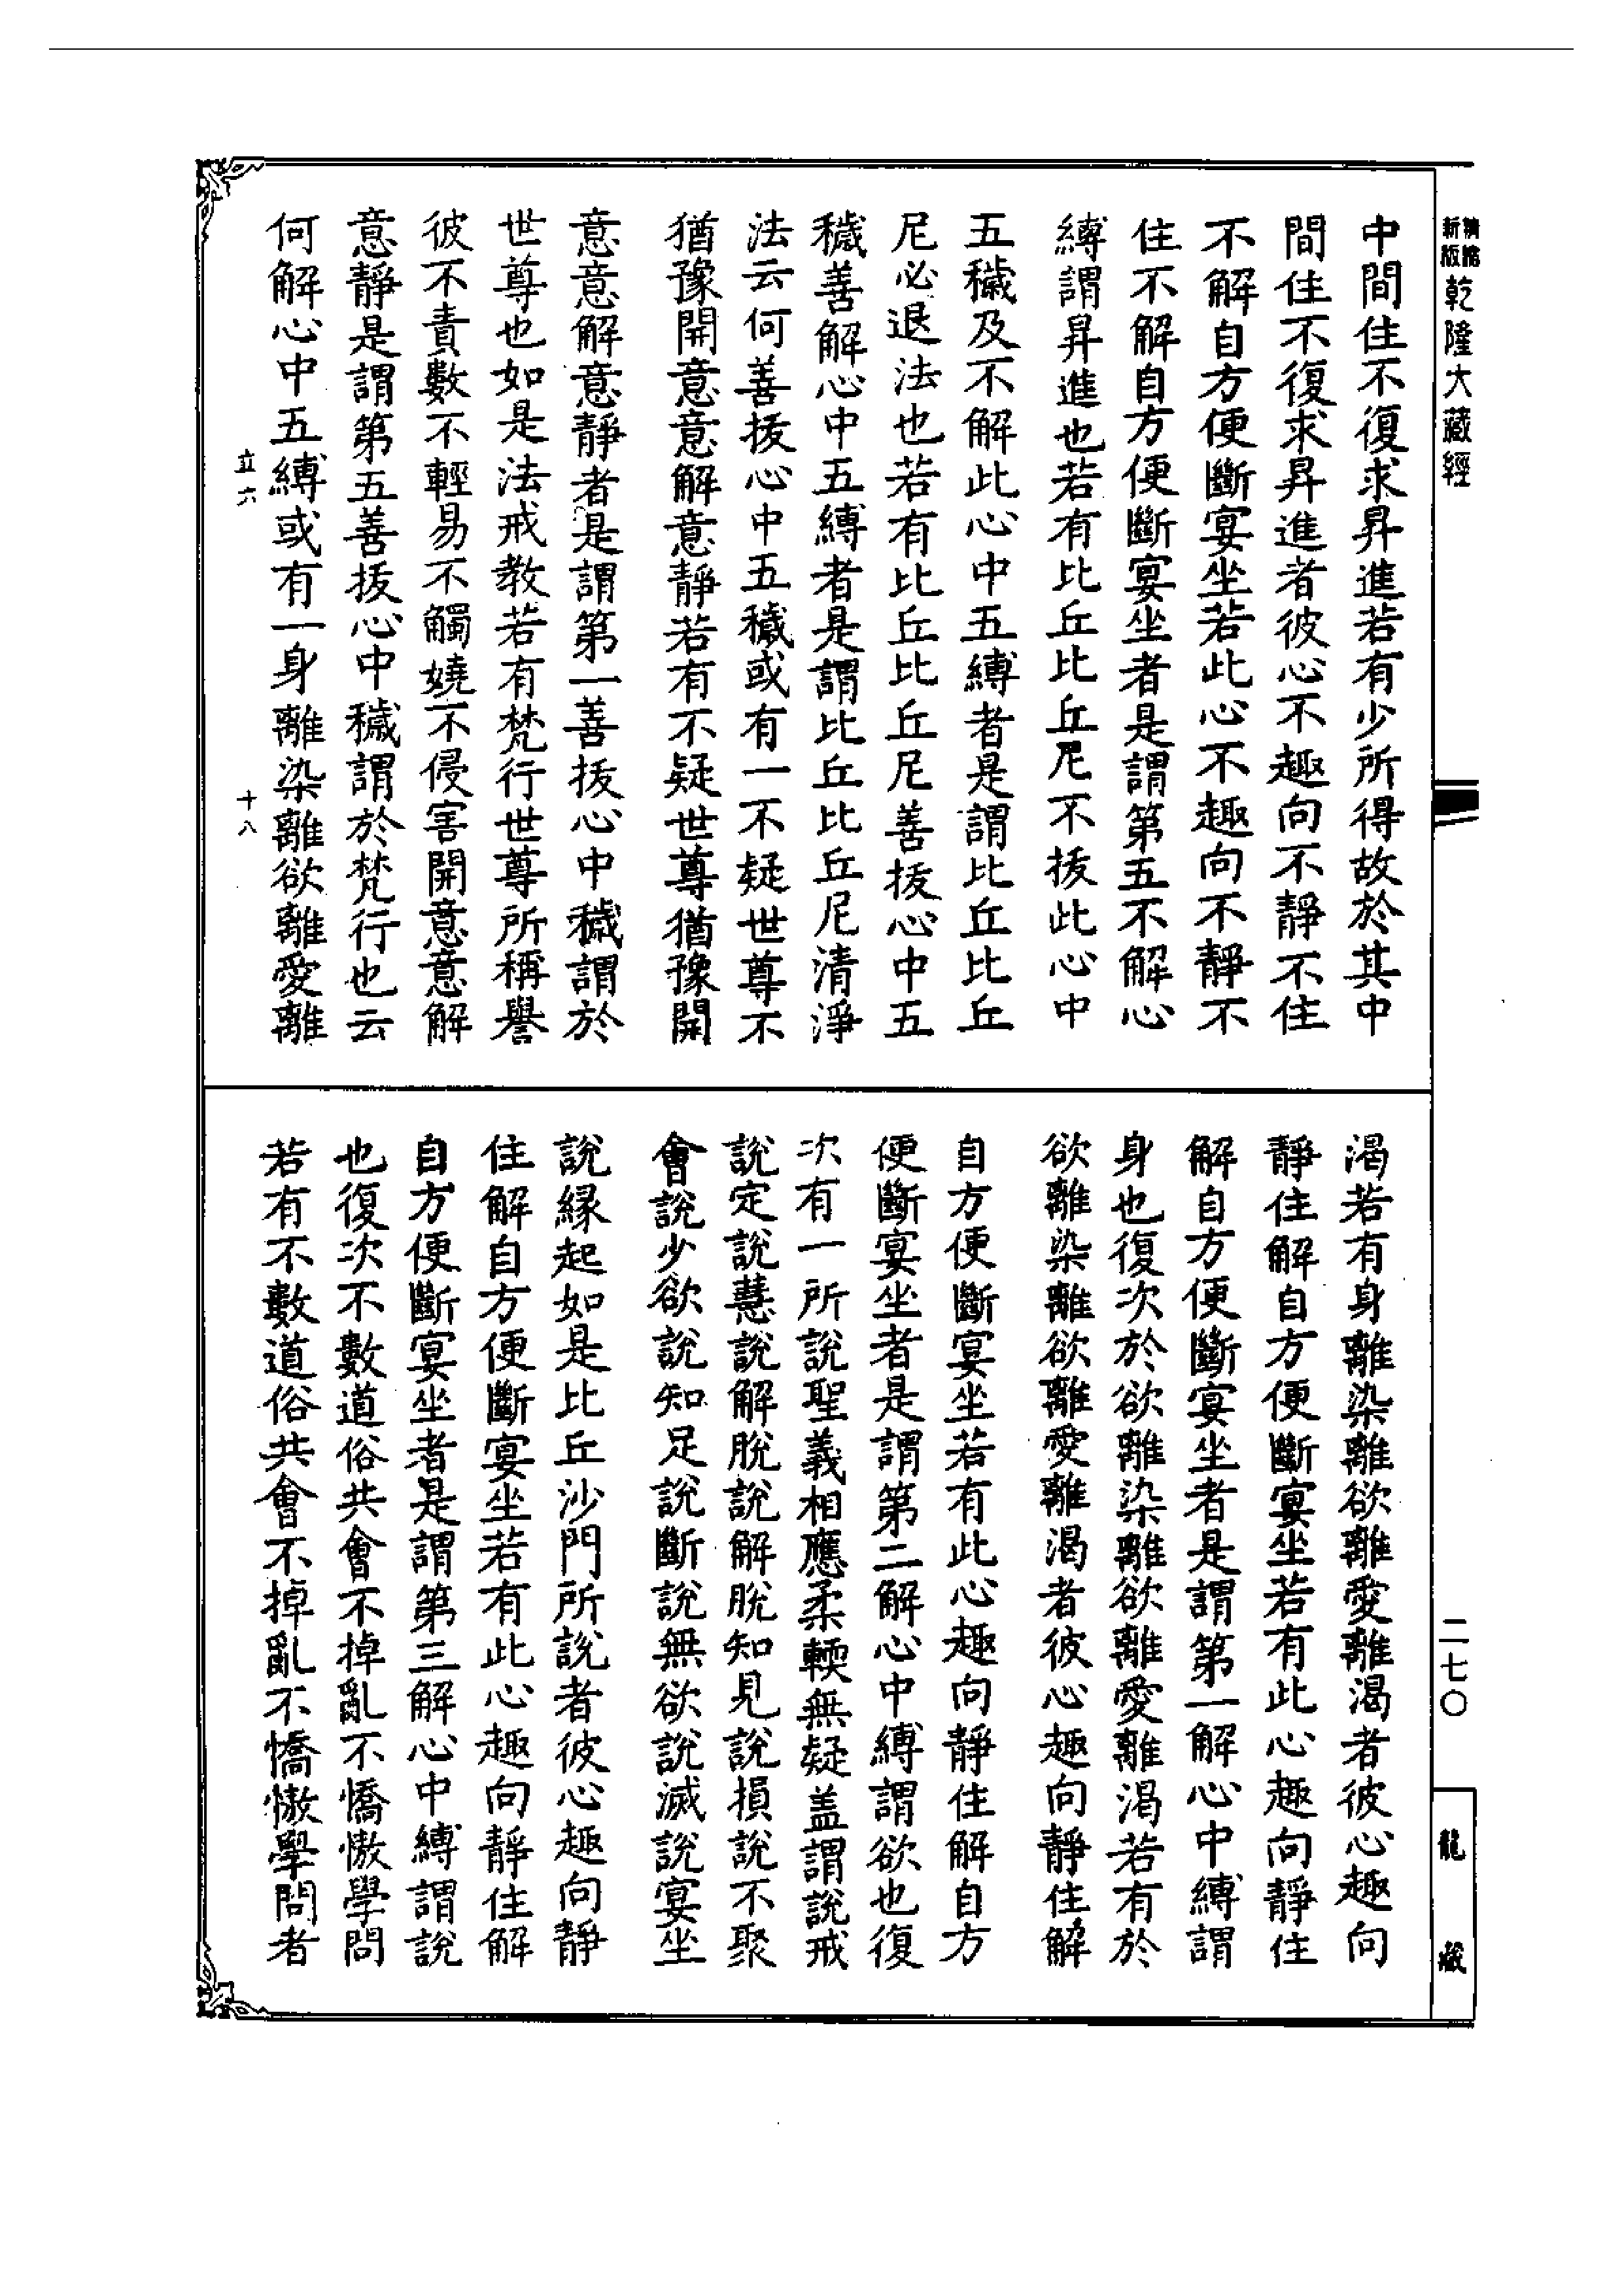 精縮新版乾隆大藏經
二七〇
龍藏
中間住不復求昇進若有少所得故於其中
間住不復求昇進者彼心不趣向不靜不住
不解自方便斷宴坐若此心不趣向不靜不
住不解自方便斷宴坐者是謂第五不解心
縛謂昇進也若有比丘比丘尼不拔此心中
五穢及不解此心中五縛者是謂比丘比丘
尼必退法也若有比丘比丘尼善拔心中五
穢善解心中五縛者是謂比丘比丘尼清淨
法云何善拔心中五穢或有一不疑世尊不
猶豫開意意解意靜若有不疑世尊猶豫開
意意解意靜者是謂第一善拔心中穢謂於
世尊也如是法戒教若有梵行世尊所稱譽
彼不責數不輕易不觸嬈不侵害開意意解
意靜是謂第五善拔心中穢謂於梵行也云
何解心中五縛或有一身離染離欲離愛離
立六
十八
渴若有身離染離欲離愛離渴者彼心趣向
靜住解自方便斷宴坐若有此心趣向靜住
解自方便斷宴坐者是謂第一解心中縛謂
身也復次於欲離染離欲離愛離渴若有於
欲離染離欲離愛離渴者彼心趣向靜住解
自方便斷宴坐若有此心趣向靜住解自方
便斷宴坐者是謂第二解心中縛謂欲也復
次有一所說聖義相應柔輭無疑盖謂說戒
說定說慧說解脫說解脫知見說損說不聚
會說少欲說知足說斷說無欲說滅說宴坐
說縁起如是比丘沙門所說者彼心趣向靜
住解自方便斷宴坐若有此心趣向靜住解
自方便斷宴坐者是謂第三解心中縛謂說
也復次不數道俗共會不掉亂不憍慠學問
若有不數道俗共會不掉亂不憍慠學問者